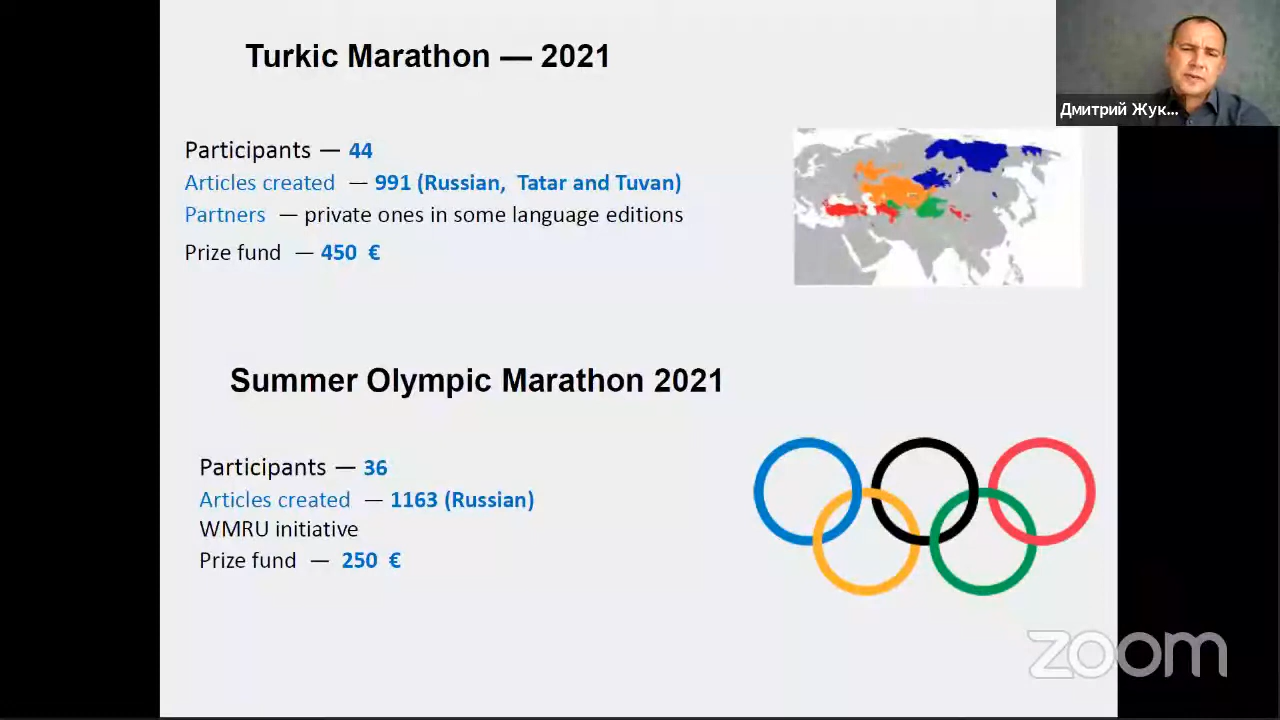 Turkic Marathon — 2021
Дмитрий Жук...
Participants — 44
Articles created — 991 (Russian, Tatar and Tuvan)
Partners — private ones in some language editions
Prize fund — 450 €
Summer Olympic Marathon 2021
Participants — 36
Articles created — 1163 (Russian)
WMRU initiative
Prize fund — 250 €
zoom